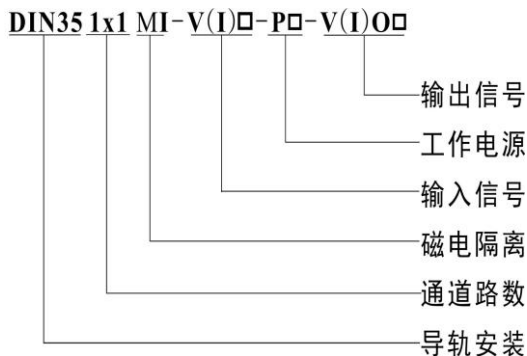 DIN35 1x1 MI-V(I)□-P□-V(I)O□
输出信号
工作电源
输入信号
磁电隔离
通道路数
导轨安装